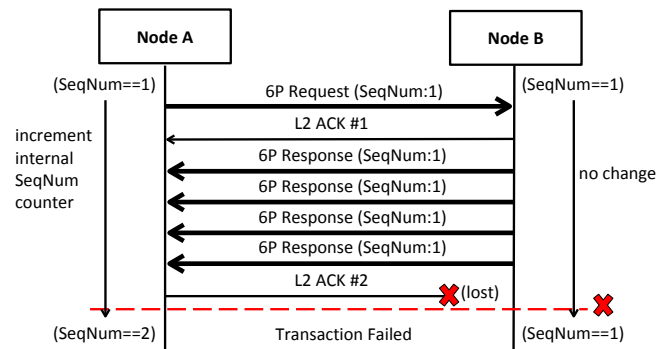 Node A
Node B
(SeqNum==1)
(SeqNum==1)
6P Request (SeqNum:1)
L2 ACK #1
increment
internal
SeqNum
counter
6P Response (SeqNum:1)
no change
6P Response (SeqNum:1)
6P Response (SeqNum:1)
6P Response (SeqNum:1)
L2 ACK #2
(lost)
(SeqNum==2)
Transaction Failed
(SeqNum==1)